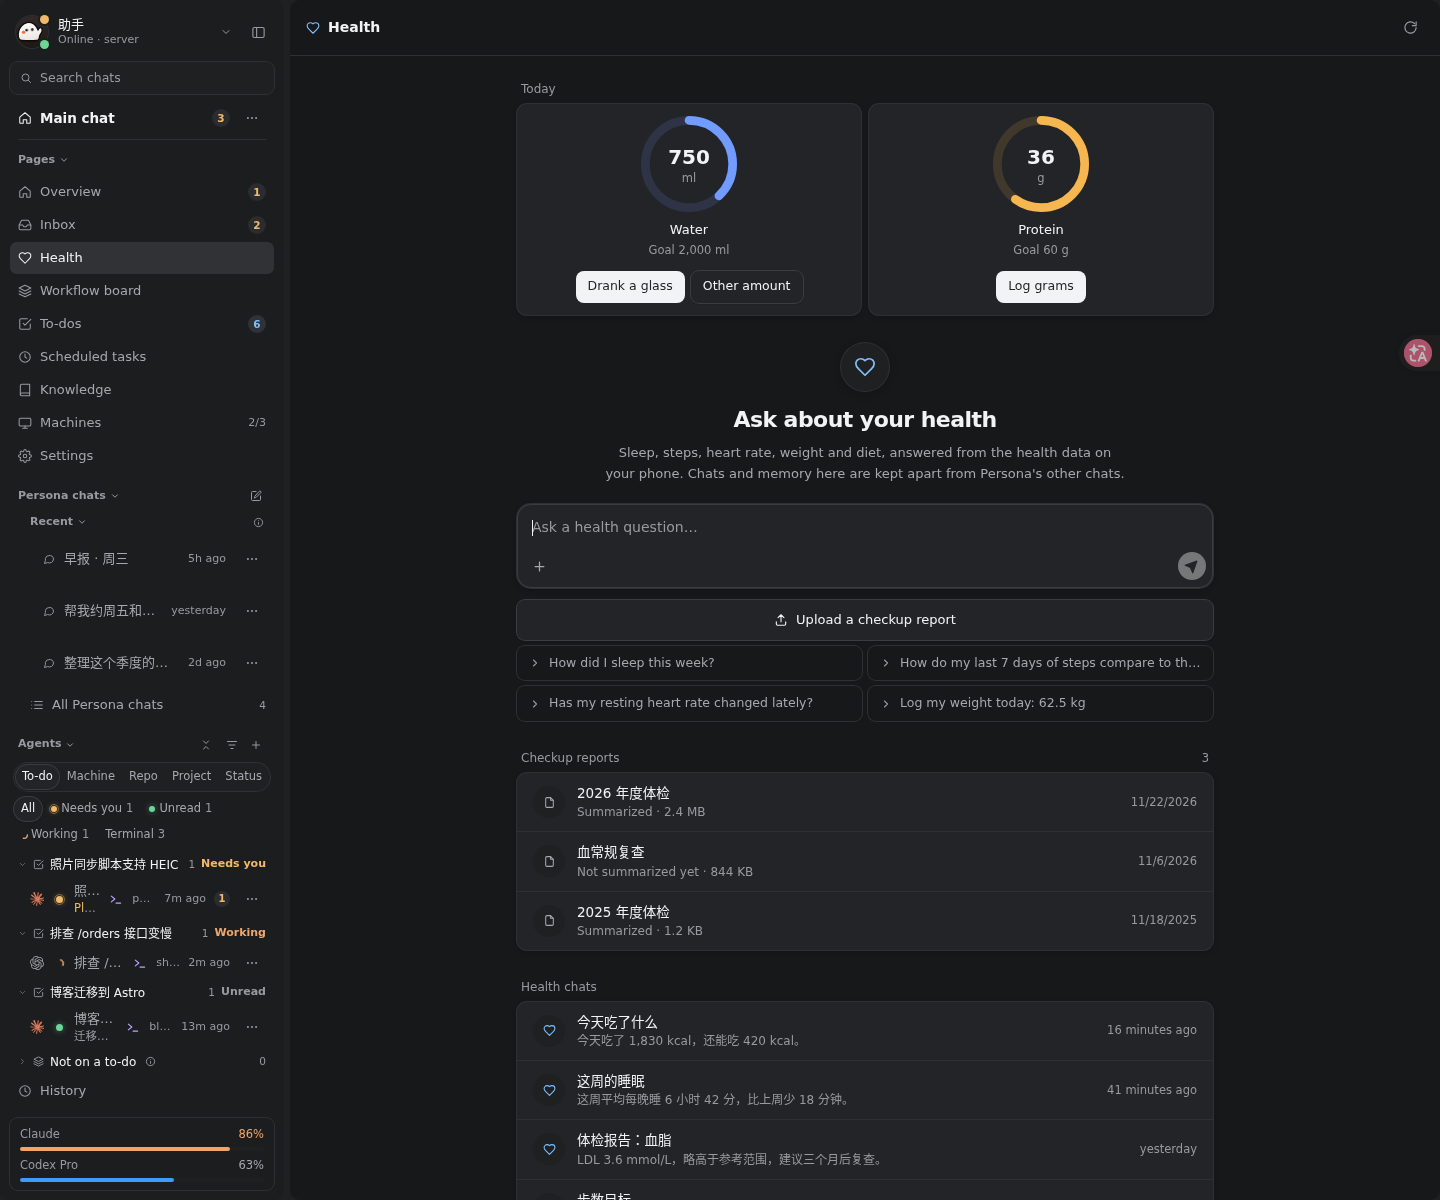 助手
Online · server
Search chats
Main chat
3
Pages
Overview
1
Inbox
2
Health
Workflow board
To-dos
6
Scheduled tasks
Knowledge
Machines
2/3
Settings
Persona chats
Recent
早报 · 周三
5h ago
帮我约周五和…
yesterday
整理这个季度的…
2d ago
All Persona chats
4
Agents
To-do Machine Repo Project Status
All Needs you 1 Unread 1
Working 1 Terminal 3
照片同步脚本支持 HEIC 1 Needs you
照… p… 7m ago 1
Pl…
排查 /orders 接口变慢 1 Working
排查 /… sh… 2m ago
博客迁移到 Astro 1 Unread
博客… bl… 13m ago
迁移…
Not on a to-do 0
History
Claude 86%
Codex Pro 63%
Health
Today
750
ml
Water
Goal 2,000 ml
Drank a glass Other amount
36
g
Protein
Goal 60 g
Log grams
Ask about your health
Sleep, steps, heart rate, weight and diet, answered from the health data on
your phone. Chats and memory here are kept apart from Persona's other chats.
Ask a health question…
Upload a checkup report
How did I sleep this week?
How do my last 7 days of steps compare to th…
Has my resting heart rate changed lately?
Log my weight today: 62.5 kg
Checkup reports 3
2026 年度体检
Summarized · 2.4 MB
11/22/2026
血常规复查
Not summarized yet · 844 KB
11/6/2026
2025 年度体检
Summarized · 1.2 KB
11/18/2025
Health chats
今天吃了什么
今天吃了 1,830 kcal，还能吃 420 kcal。
16 minutes ago
这周的睡眠
这周平均每晚睡 6 小时 42 分，比上周少 18 分钟。
41 minutes ago
体检报告：血脂
LDL 3.6 mmol/L，略高于参考范围，建议三个月后复查。
yesterday
步数目标